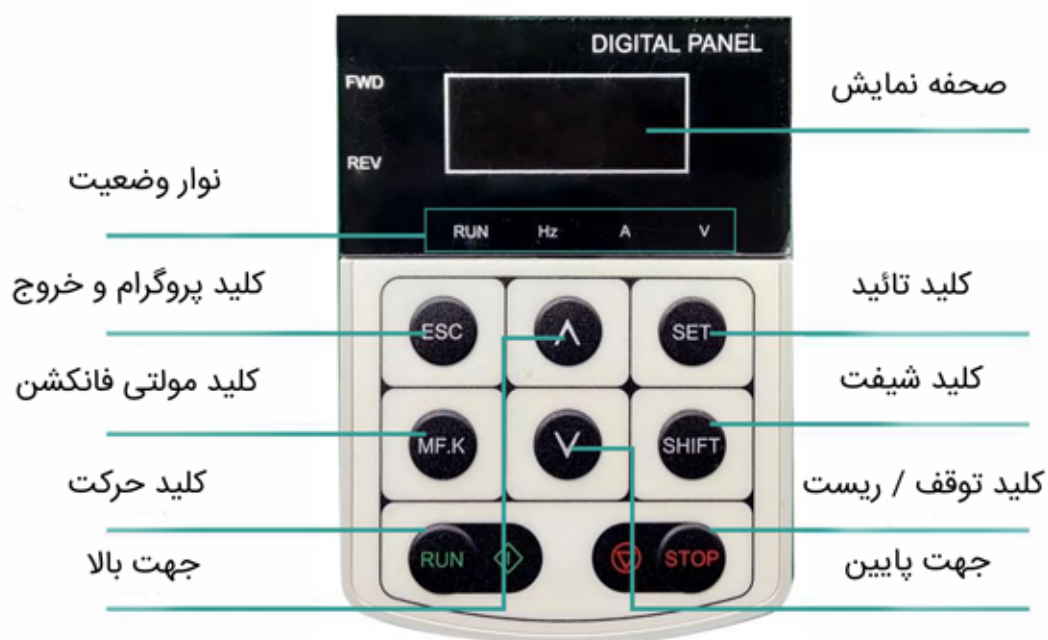 DIGITAL PANEL
FWD
صحفه نمایش
REV
نوار وضعیت
RUN Hz A V
کلید پروگرام و خروج
کلید تائید
ESC
SET
کلید مولتی فانکشن
کلید شیفت
MF.K
SHIFT
کلید حرکت
کلید توقف / ریست
RUN
STOP
جهت بالا
جهت پایین